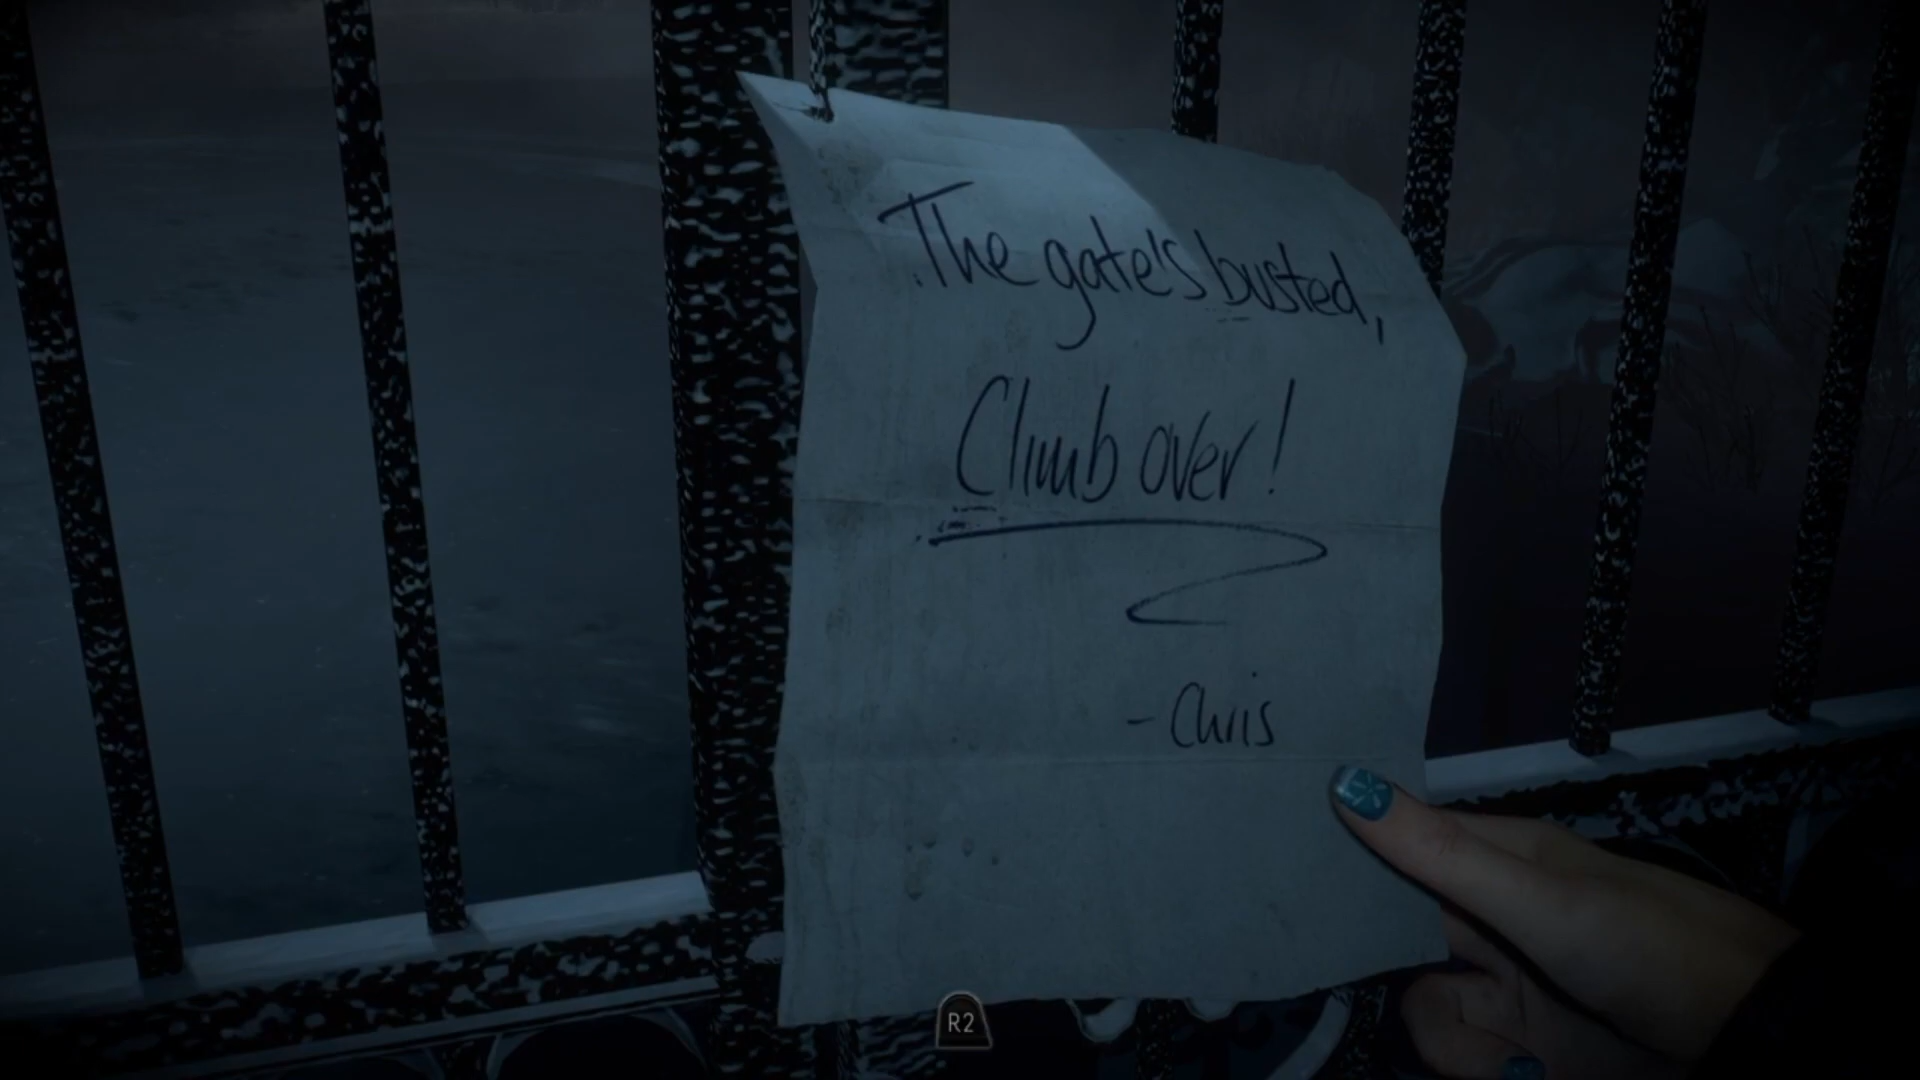 The gate's busted,
Climb over!
- Chris
R2